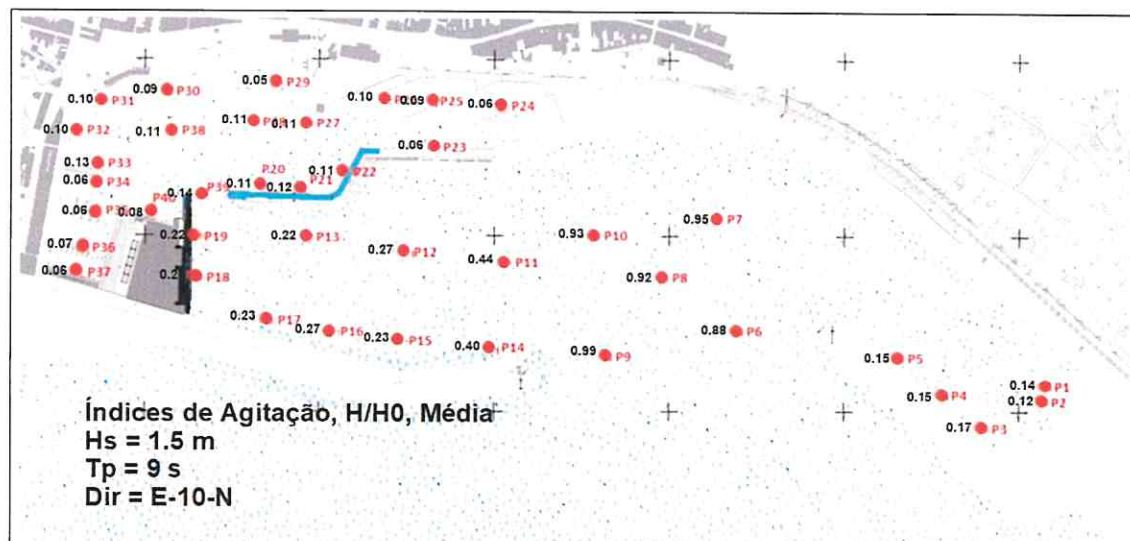 0.05 P29
0.09 P30
0.10 P31
0.10
0.09 P25
0.06 P24
0.11
0.11 P27
0.10 P32
0.11 P38
0.06 P23
0.13 P33
0.11 P22
0.06 P34
0.11 P.20
0.12 P21
0.14 P39
0.06
0.08 P40
0.95 P7
0.22 P19
0.22 P13
0.93 P10
0.07 P36
0.27 P12
0.44 P11
0.06 P37
P18
0.92 P8
0.23 P17
0.27 P16
0.23 P15
0.40 P14
0.88 P6
0.99 P9
0.15 P5
0.14 P1
0.15 P4
0.12 P2
0.17 P3
Índices de Agitação, H/H0, Média
Hs = 1.5 m
Tp = 9 s
Dir = E-10-N